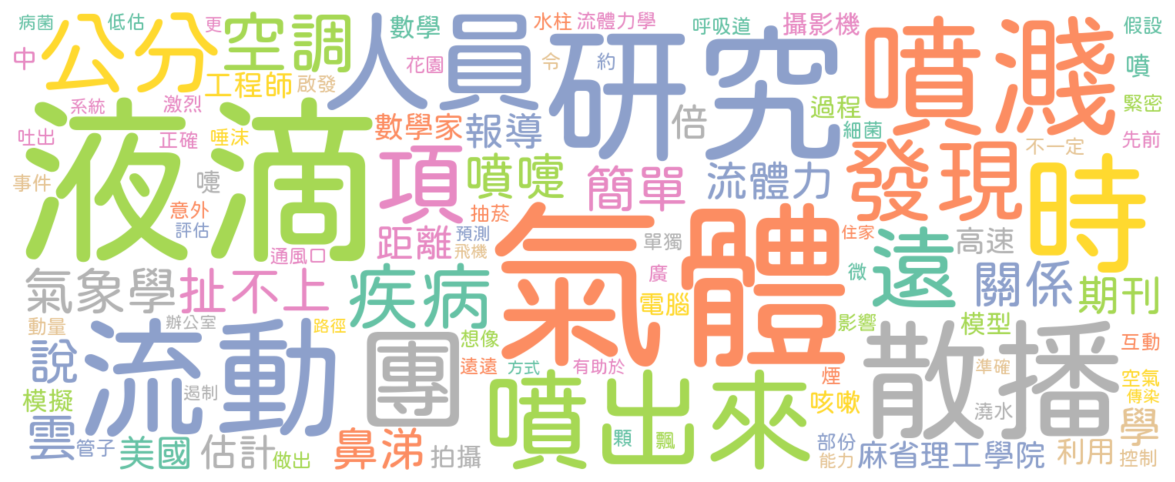 病菌 低估 更 數學 水柱 流體力學 呼吸道 攝影機 假設
中 公分 空調 人員 研究 噴濺 噴
工程師 啟發 花園 令 約
系統 激烈 過程 緊密
吐出 正確 唾沫 數學家 報導 倍 細菌 不一定 先前
液滴 項 噴嚏 簡單 流體力 發現 時
事件 嚏 抽菸
意外 評估 距離 預測 飛機 單獨 住家 高速
通風口 氣體 廣 微 遠
氣象學 扯不上 疾病 電腦 關係 期刊
動量 辦公室 路徑 影響 模型
說 流動 團 想像 散播 互動
遠遠 方式 有助於 煙 準確 空氣
模擬 遏制 噴出來 咳嗽 澆水 傳染
雲 管子 美國 估計 做出 鼻涕 拍攝 顆 飄 部份 能力 麻省理工學院 利用 學 控制